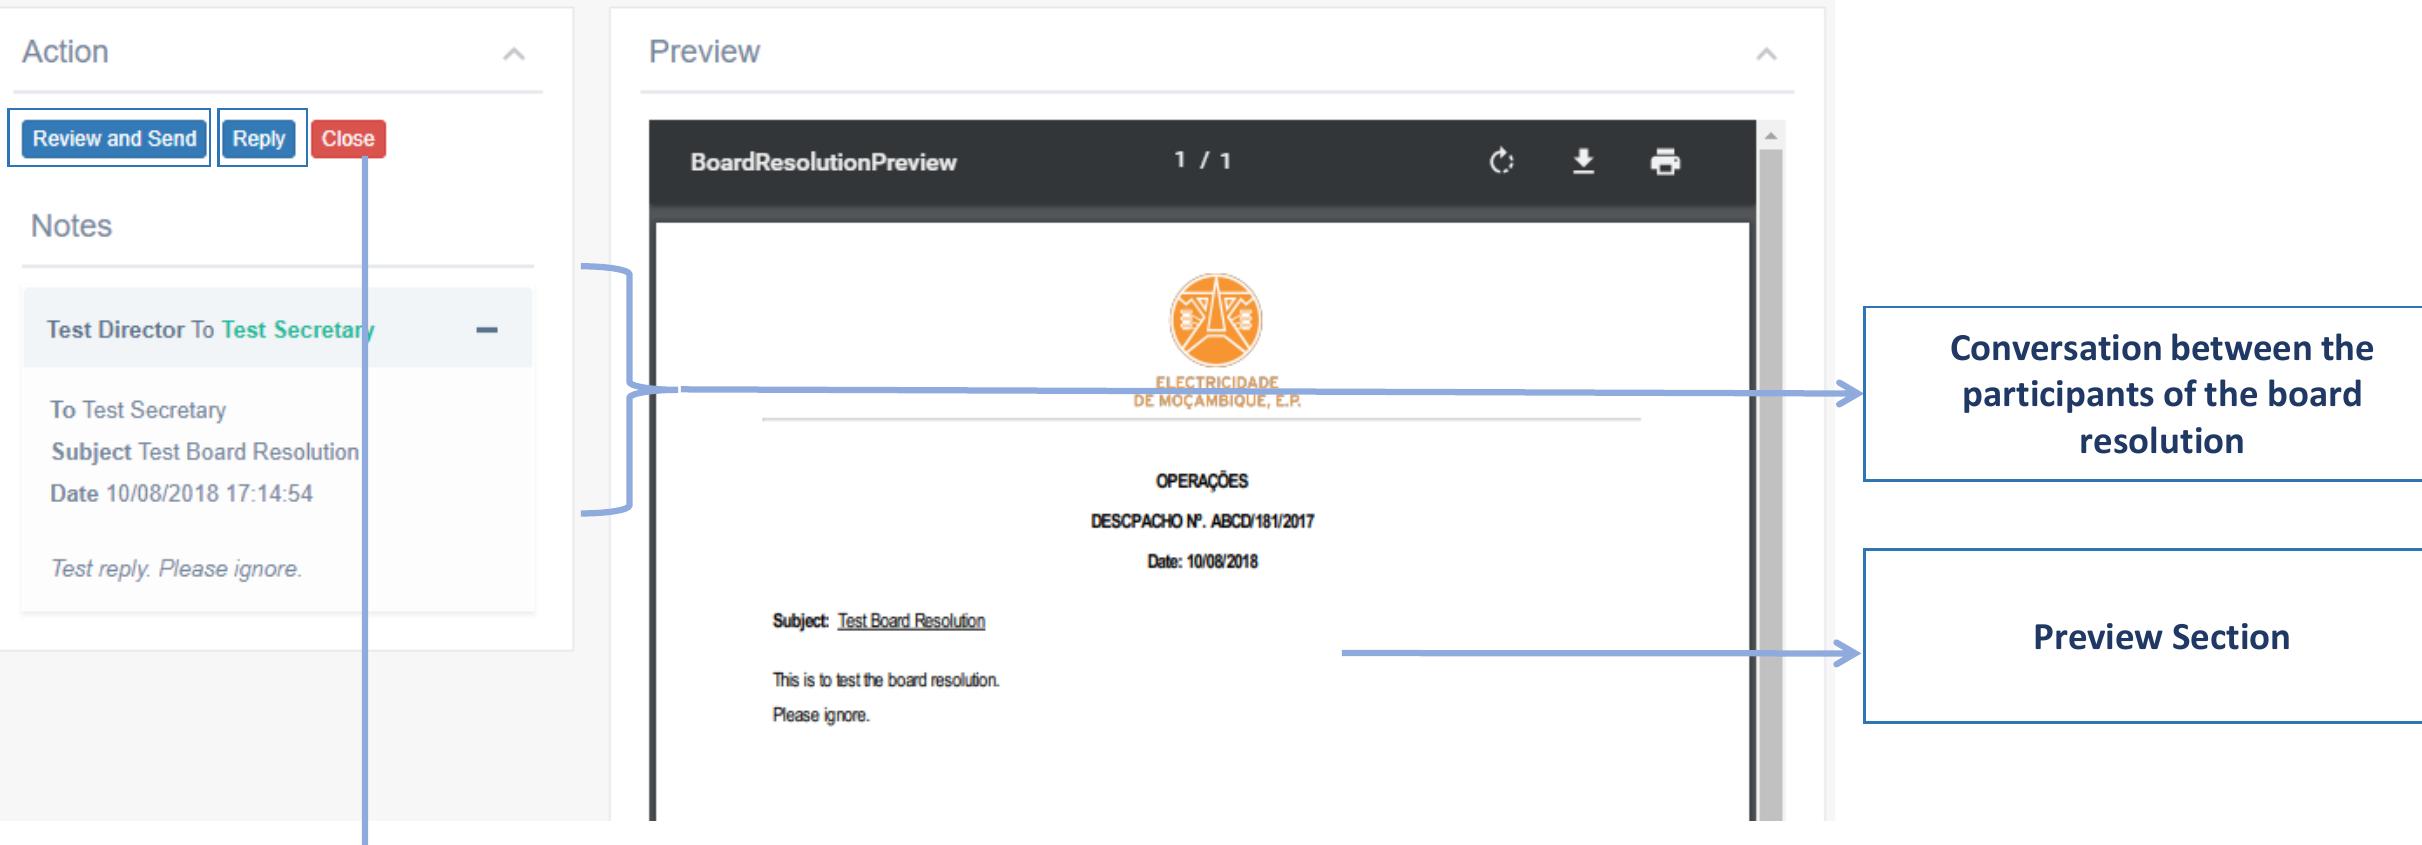 Action
Review and Send
Reply
Close
Notes
Test Director To Test Secretary
To Test Secretary
Subject Test Board Resolution
Date 10/08/2018 17:14:54
Test reply. Please ignore.
Preview
BoardResolutionPreview
1 / 1
ELECTRICIDADE
DE MOÇAMBIQUE, E.P.
OPERAÇÕES
DESCPACHO Nº. ABCD/181/2017
Date: 10/08/2018
Subject: Test Board Resolution
This is to test the board resolution.
Please ignore.
Conversation between the
participants of the board
resolution
Preview Section